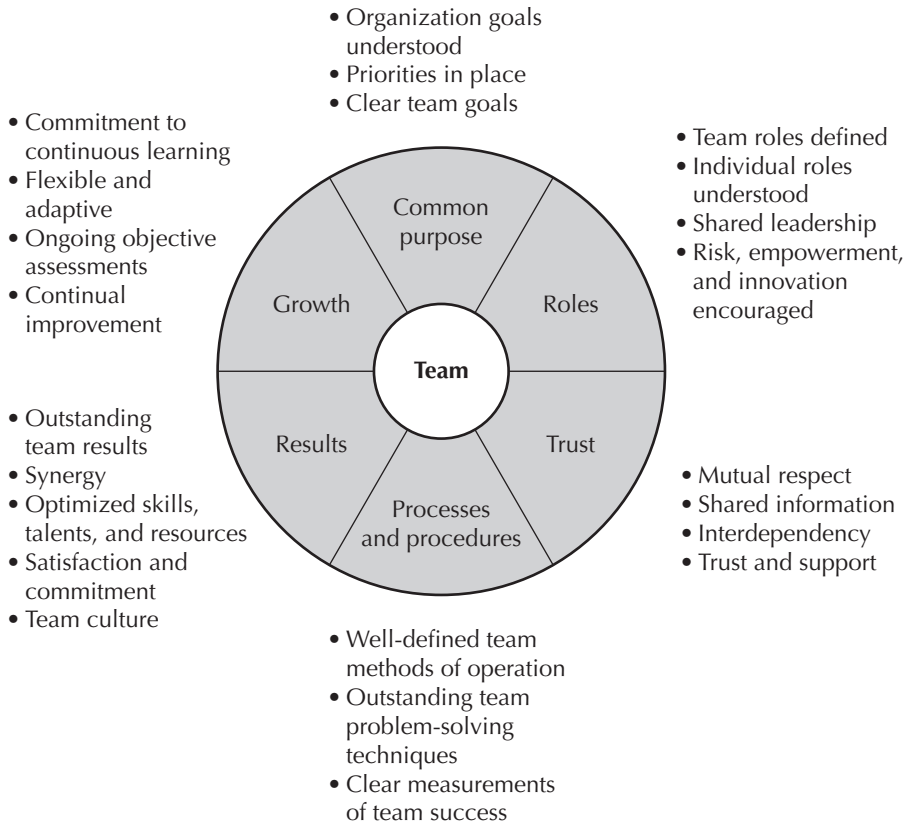 • Organization goals
understood
• Priorities in place
• Clear team goals
• Commitment to
continuous learning
• Flexible and
adaptive
• Ongoing objective
assessments
• Continual
improvement
• Team roles defined
• Individual roles
understood
• Shared leadership
• Risk, empowerment,
and innovation
encouraged
Common
purpose
Growth
Roles
Team
Results
Trust
Processes
and procedures
• Outstanding
team results
• Synergy
• Optimized skills,
talents, and resources
• Satisfaction and
commitment
• Team culture
• Mutual respect
• Shared information
• Interdependency
• Trust and support
• Well-defined team
methods of operation
• Outstanding team
problem-solving
techniques
• Clear measurements
of team success